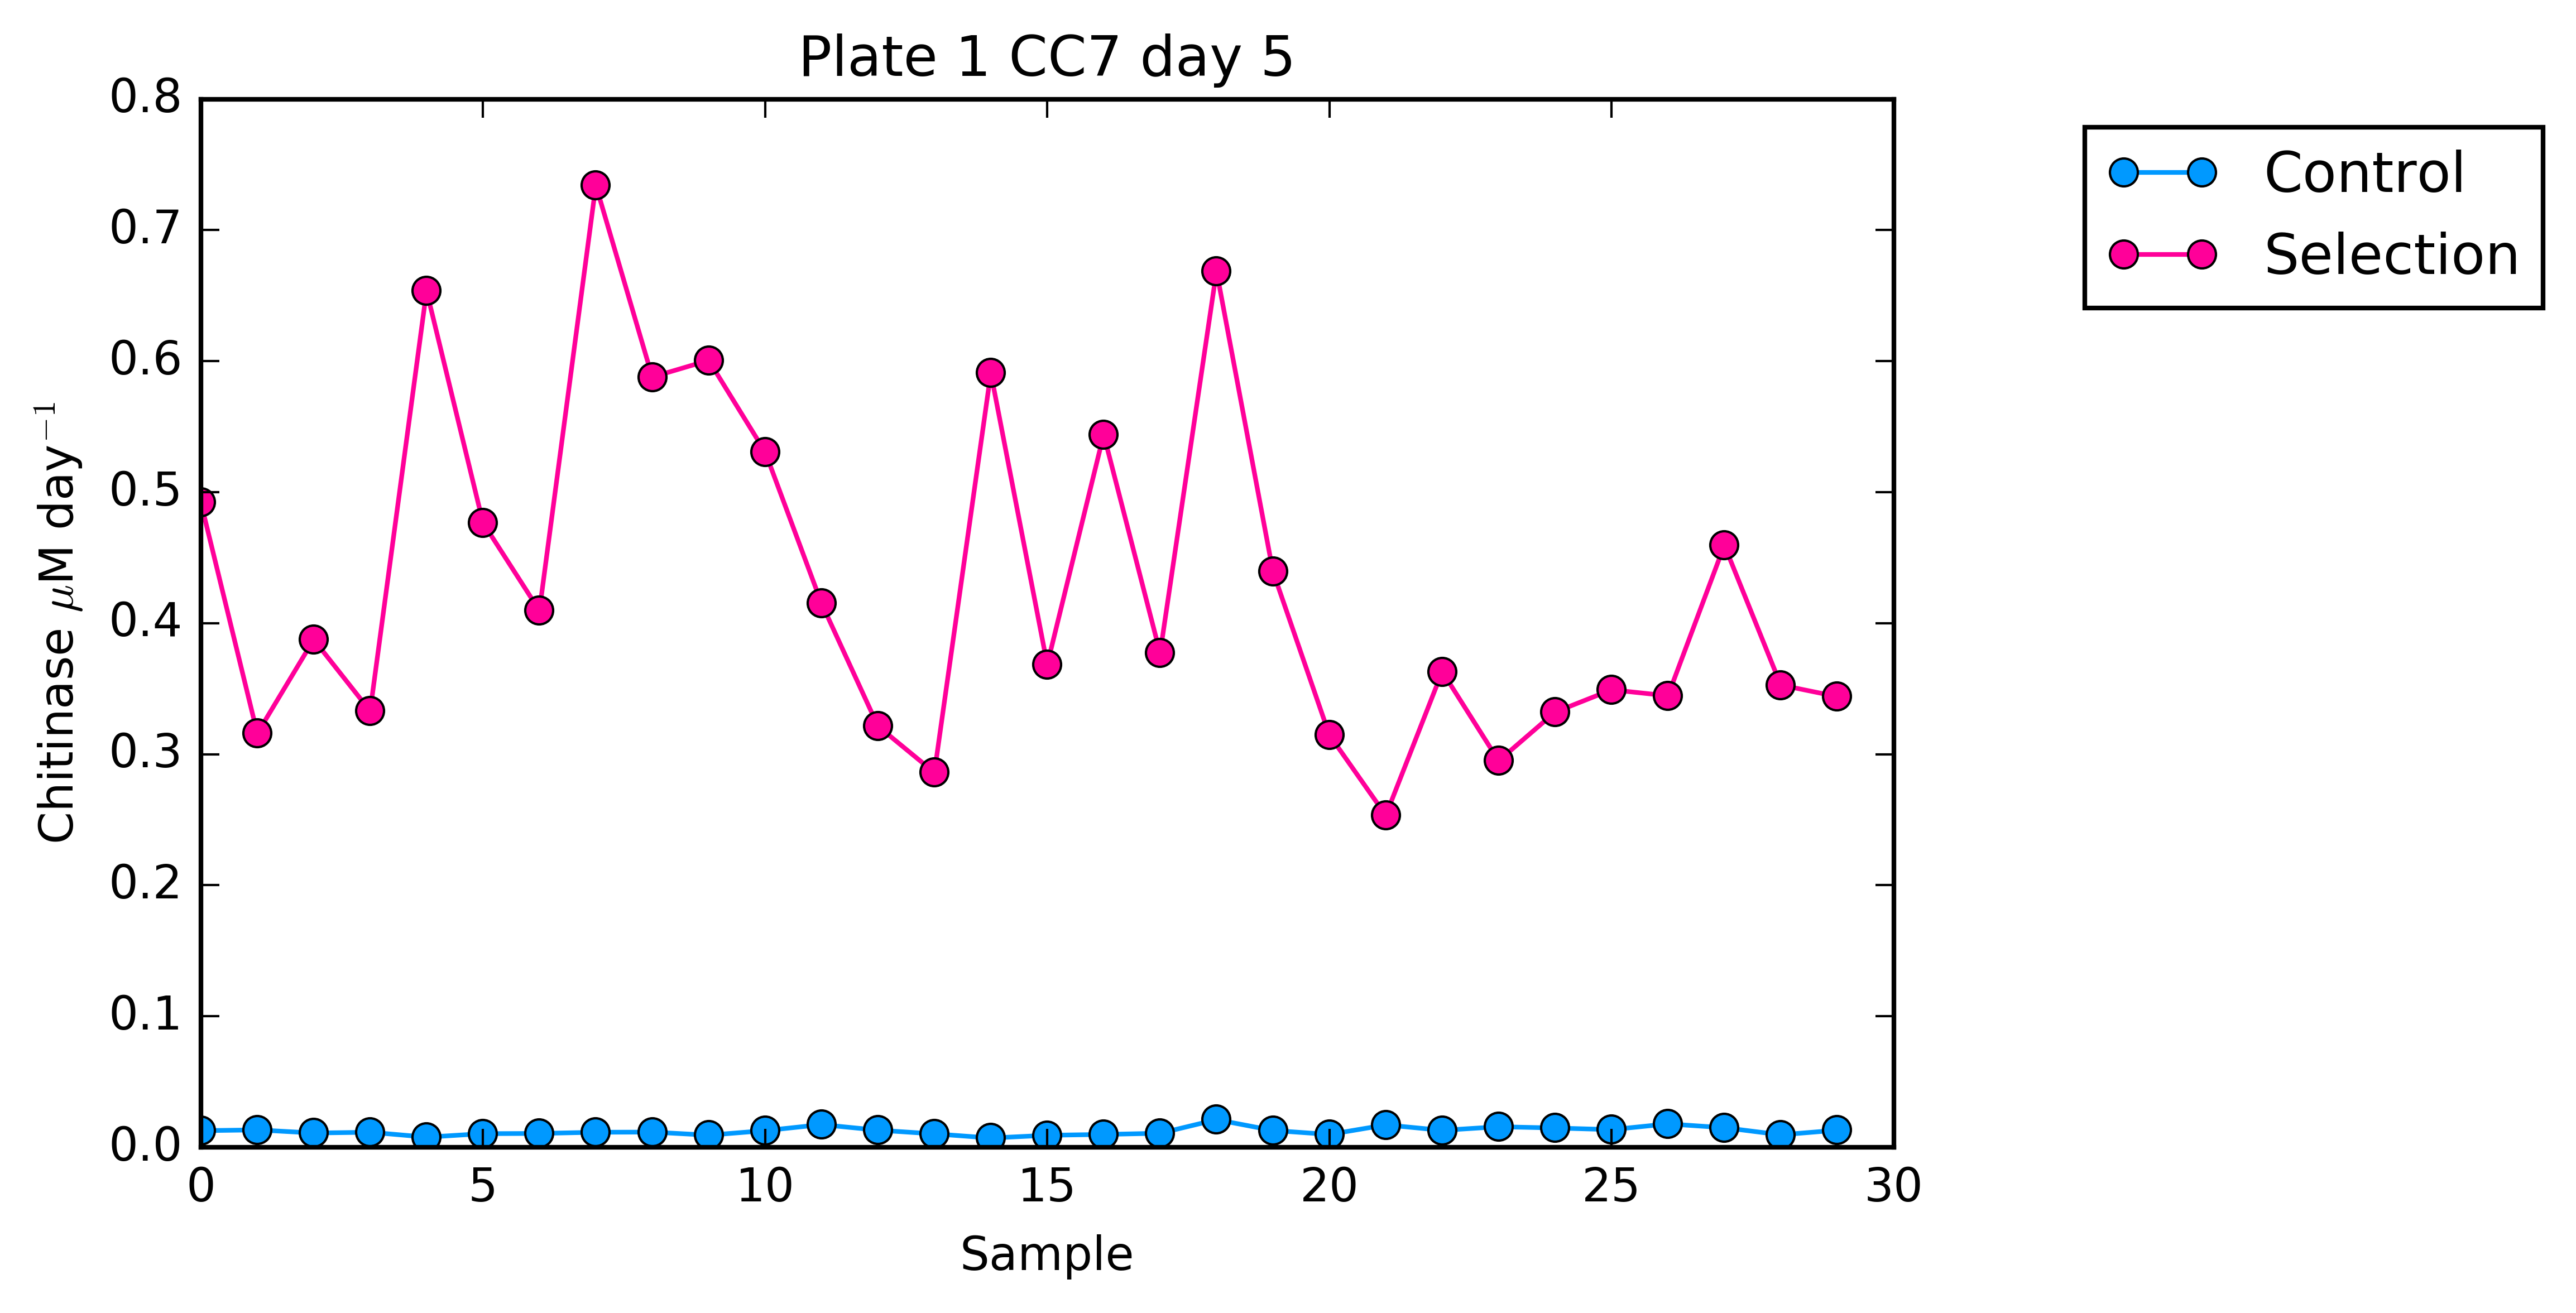 Plate 1 CC7 day 5
0.8
0.7
0.6
0.5
0.4
0.3
0.2
0.1
0.0
Chitinase μM day⁻¹
0 5 10 15 20 25 30
Sample
Control
Selection